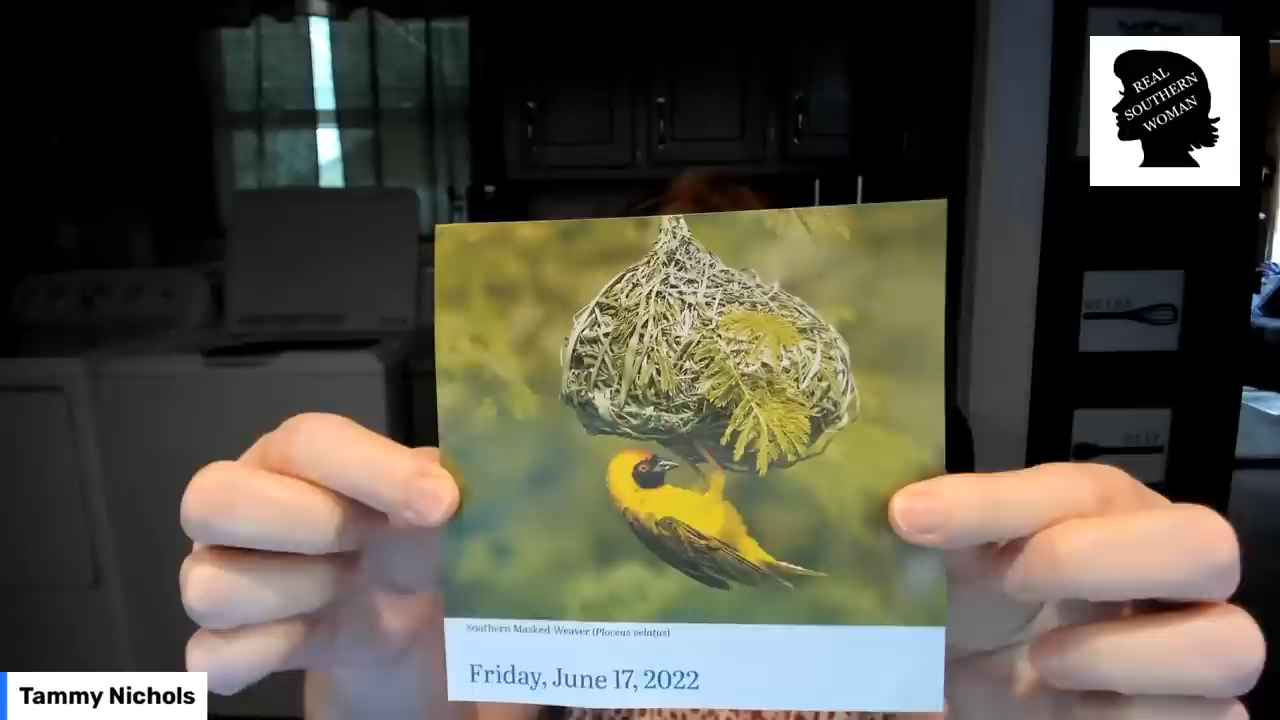 REAL
SOUTHERN
WOMAN
Southern Masked Weaver (Ploceus velatus)
Friday, June 17, 2022
Tammy Nichols